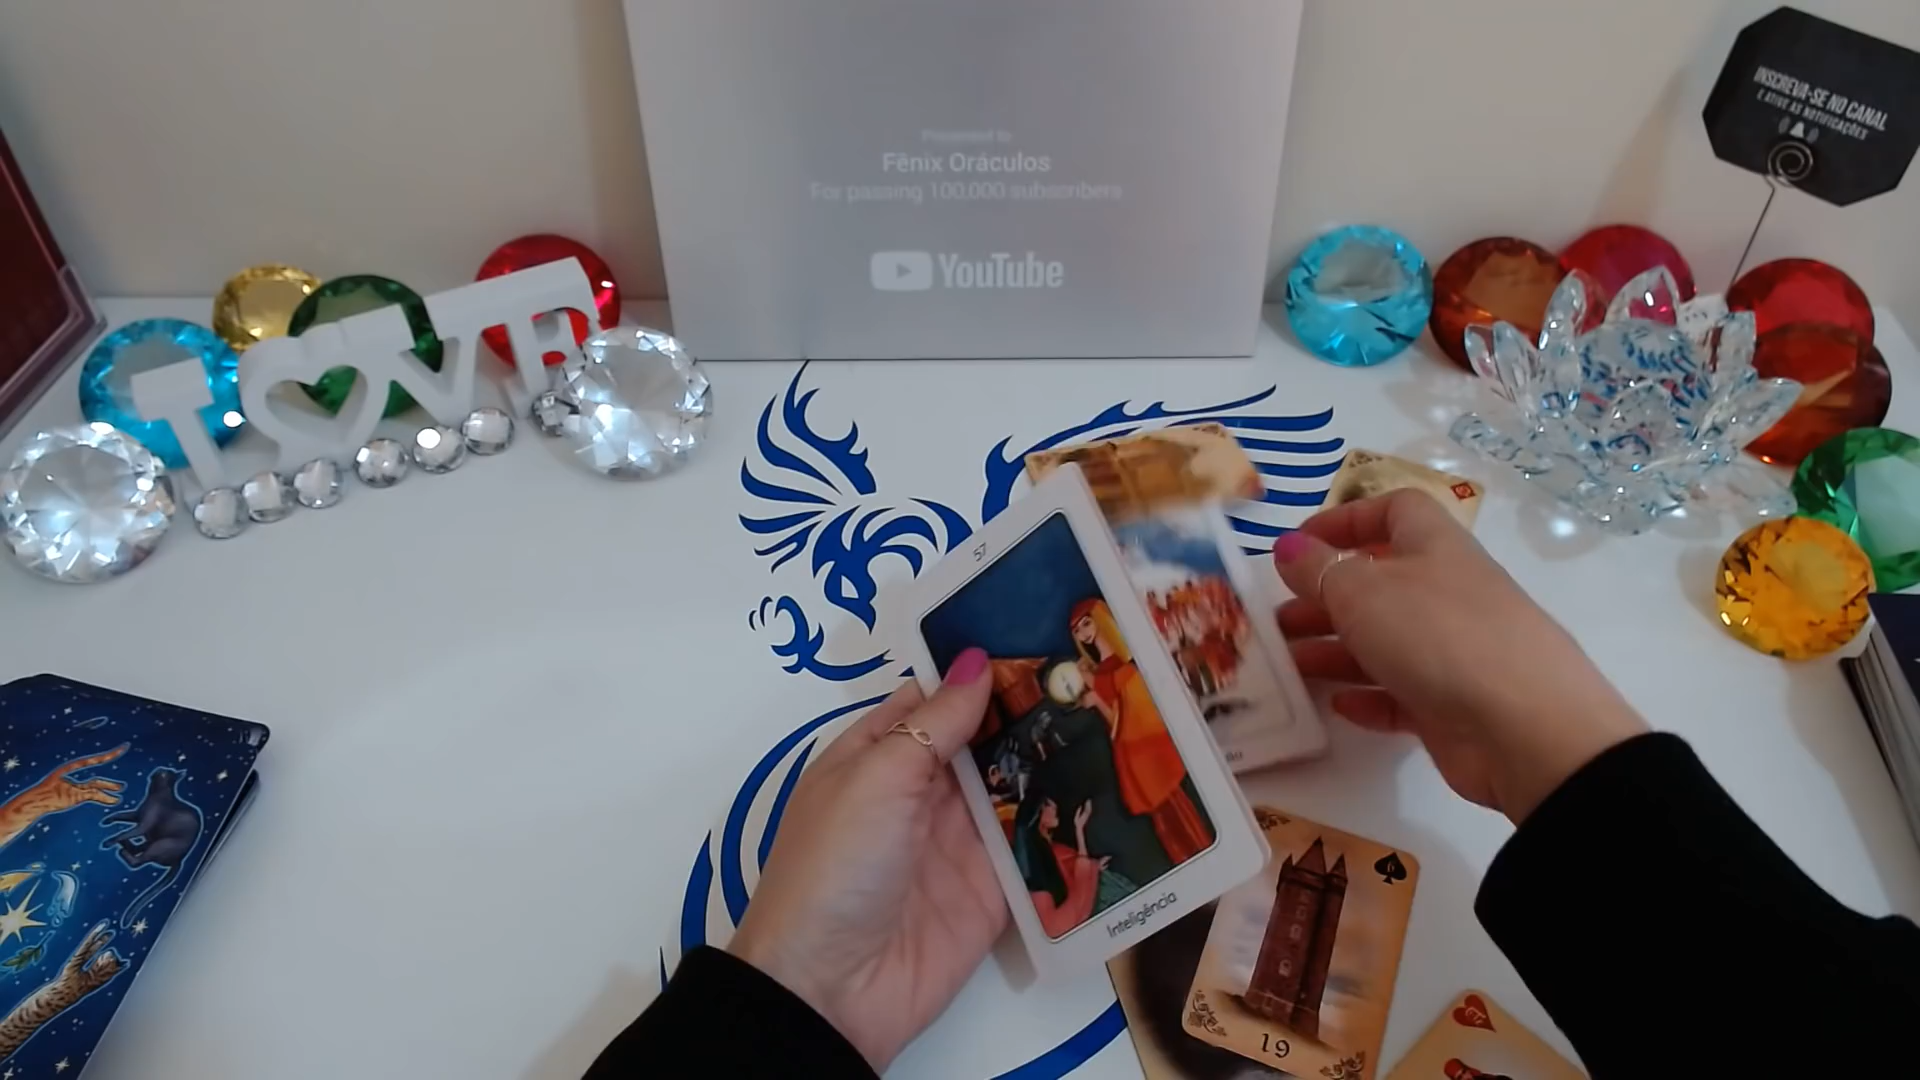 Presented to
Fênix Oráculos
For passing 100,000 subscribers
YouTube
INSCREVA-SE NO CANAL
E ATIVE AS NOTIFICAÇÕES
LOVE
57
Inteligência
19